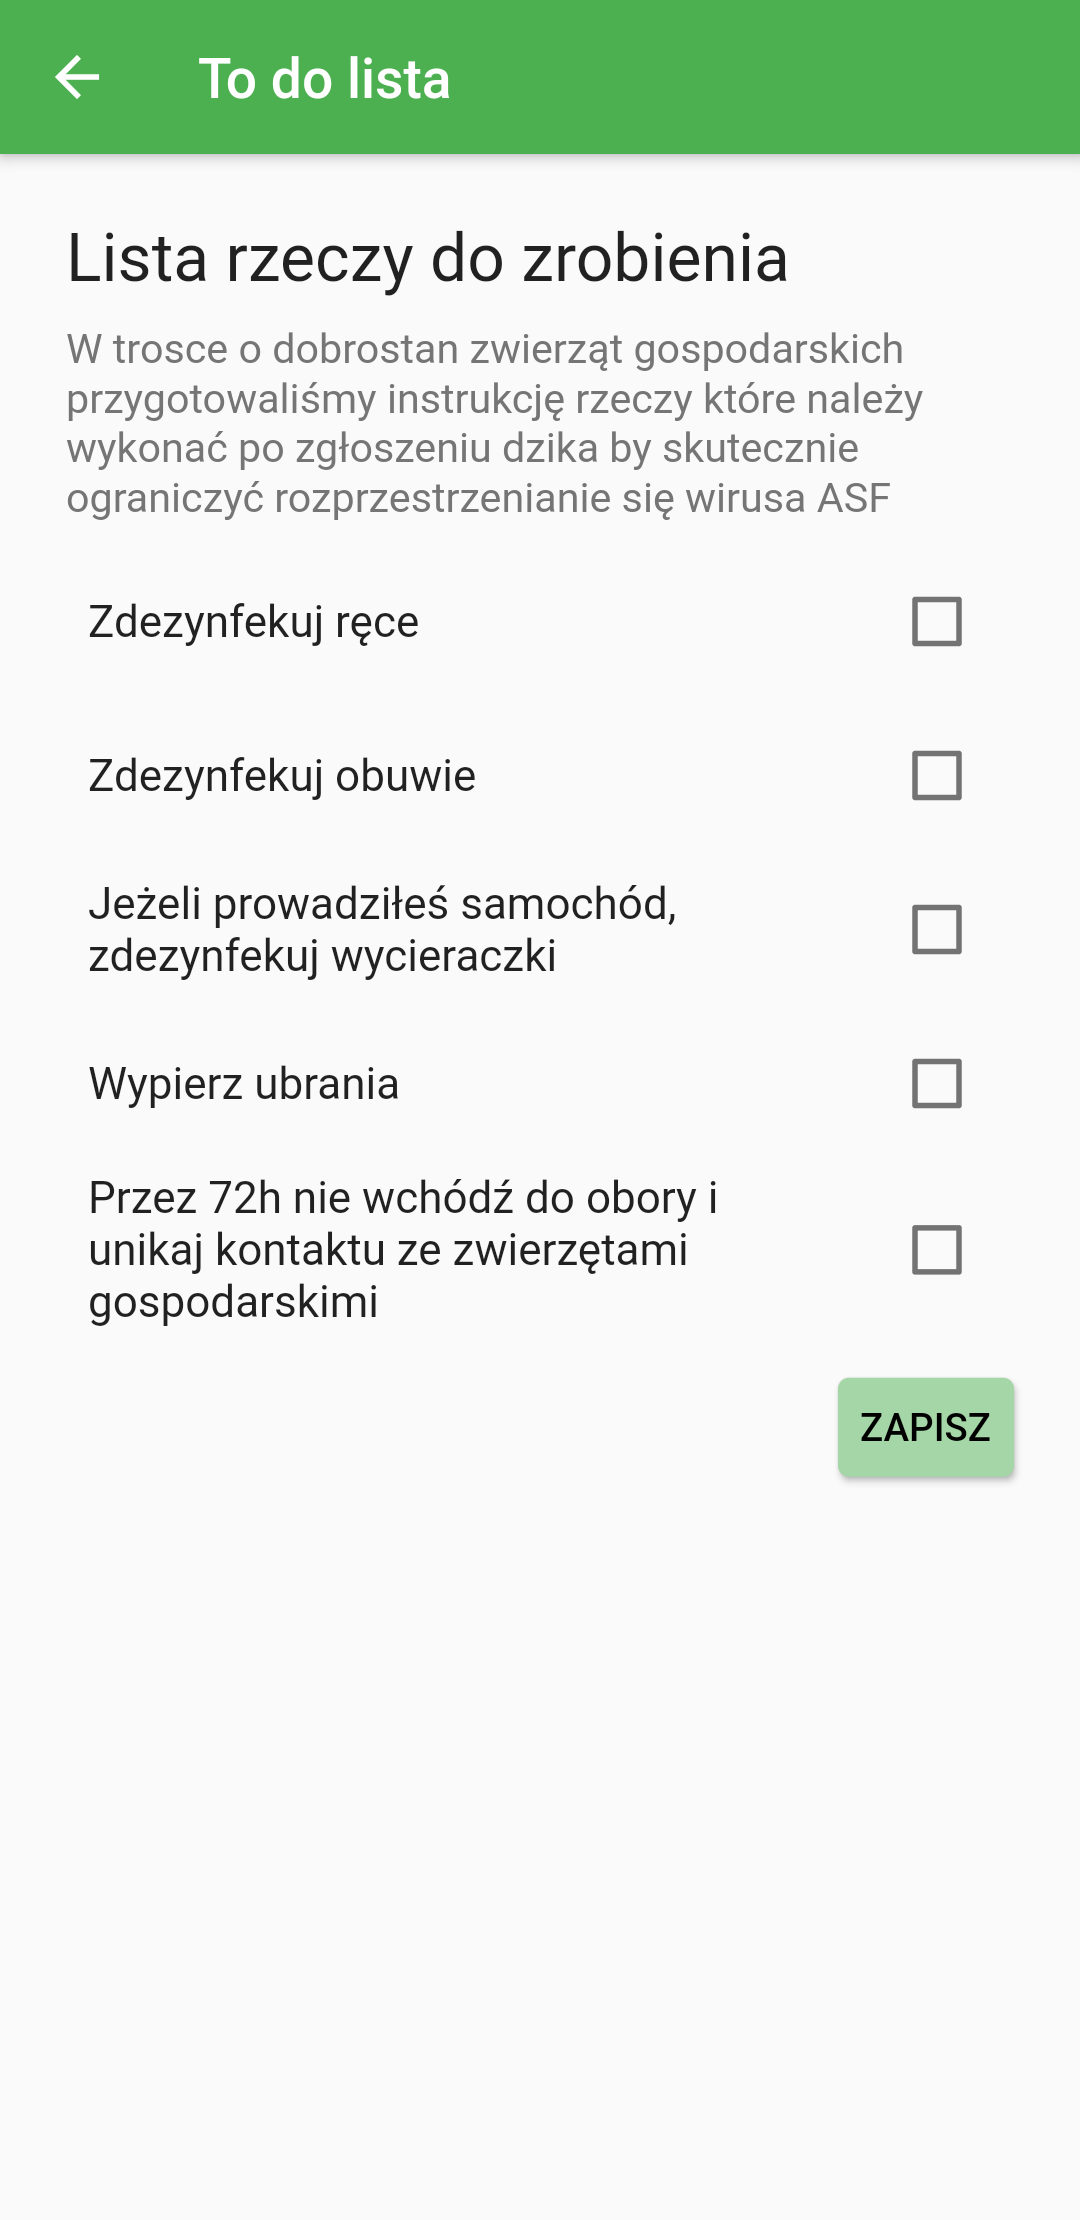 To do lista
Lista rzeczy do zrobienia
W trosce o dobrostan zwierząt gospodarskich
przygotowaliśmy instrukcję rzeczy które należy
wykonać po zgłoszeniu dzika by skutecznie
ograniczyć rozprzestrzenianie się wirusa ASF
Zdezynfekuj ręce
Zdezynfekuj obuwie
Jeżeli prowadziłeś samochód,
zdezynfekuj wycieraczki
Wypierz ubrania
Przez 72h nie wchódź do obory i
unikaj kontaktu ze zwierzętami
gospodarskimi
ZAPISZ